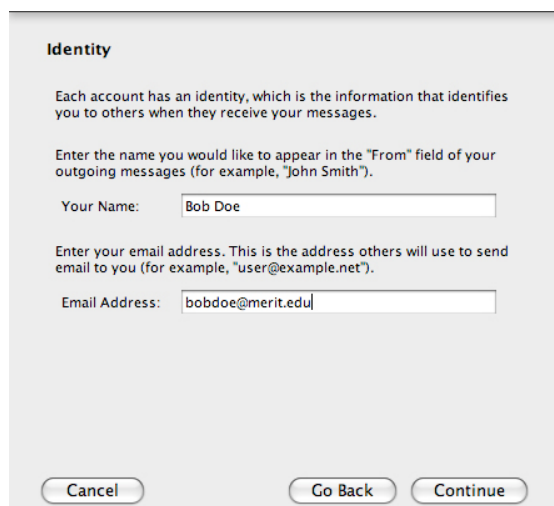 Identity
Each account has an identity, which is the information that identifies
you to others when they receive your messages.
Enter the name you would like to appear in the "From" field of your
outgoing messages (for example, "John Smith").
Your Name: Bob Doe
Enter your email address. This is the address others will use to send
email to you (for example, "user@example.net").
Email Address: bobdoe@merit.edu
Cancel Go Back Continue